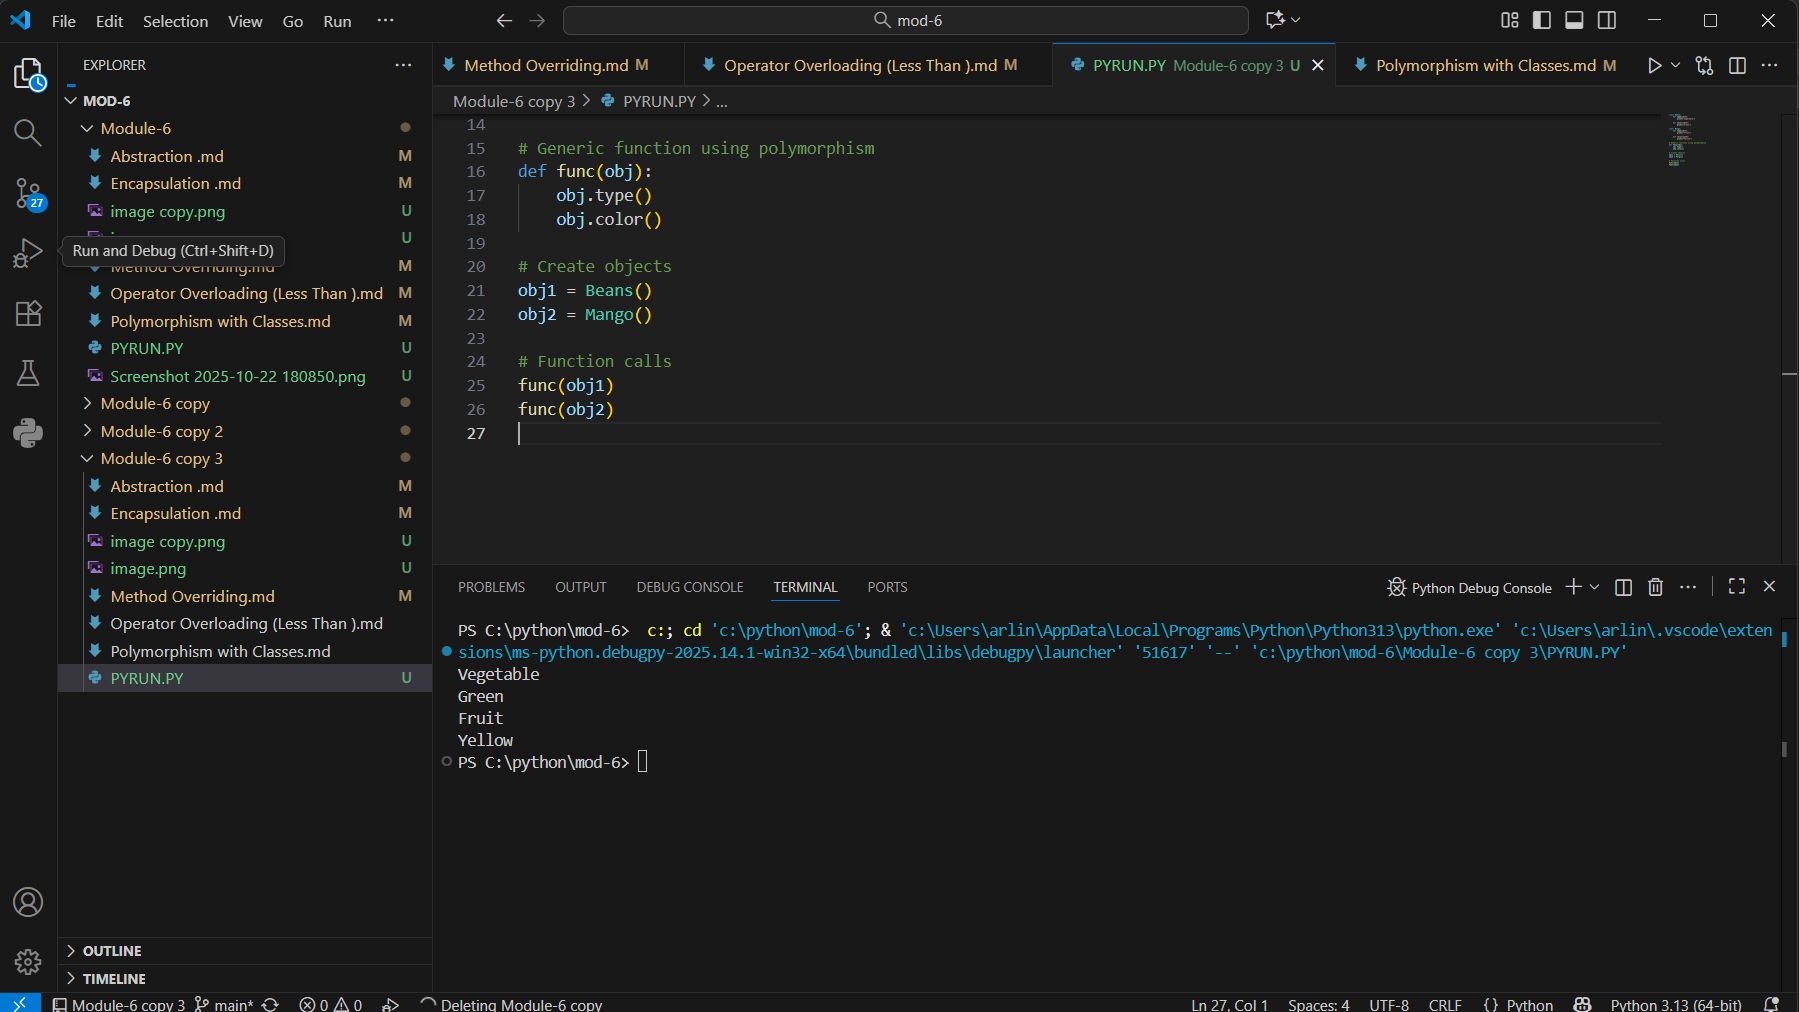 File Edit Selection View Go Run ... mod-6
EXPLORER ...
MOD-6
Module-6
Abstraction .md M
Encapsulation .md M
image copy.png U
U
Run and Debug (Ctrl+Shift+D)
Method Overriding.md M
Operator Overloading (Less Than ).md M
Polymorphism with Classes.md M
PYRUN.PY U
Screenshot 2025-10-22 180850.png U
Module-6 copy
Module-6 copy 2
Module-6 copy 3
Abstraction .md M
Encapsulation .md M
image copy.png U
image.png U
Method Overriding.md M
Operator Overloading (Less Than ).md
Polymorphism with Classes.md
PYRUN.PY U
OUTLINE
TIMELINE
27
Method Overriding.md M Operator Overloading (Less Than ).md M PYRUN.PY Module-6 copy 3 U Polymorphism with Classes.md M ...
Module-6 copy 3 > PYRUN.PY > ...
14
15 # Generic function using polymorphism
16 def func(obj):
17 obj.type()
18 obj.color()
19
20 # Create objects
21 obj1 = Beans()
22 obj2 = Mango()
23
24 # Function calls
25 func(obj1)
26 func(obj2)
27
PROBLEMS OUTPUT DEBUG CONSOLE TERMINAL PORTS Python Debug Console ...
PS C:\python\mod-6> c:; cd 'c:\python\mod-6'; & 'c:\Users\arlin\AppData\Local\Programs\Python\Python313\python.exe' 'c:\Users\arlin\.vscode\exten
sions\ms-python.debugpy-2025.14.1-win32-x64\bundled\libs\debugpy\launcher' '51617' '--' 'c:\python\mod-6\Module-6 copy 3\PYRUN.PY'
Vegetable
Green
Fruit
Yellow
PS C:\python\mod-6>
Module-6 copy 3 main* 0 0 Deleting Module-6 copy Ln 27, Col 1 Spaces: 4 UTF-8 CRLF {} Python Python 3.13 (64-bit)